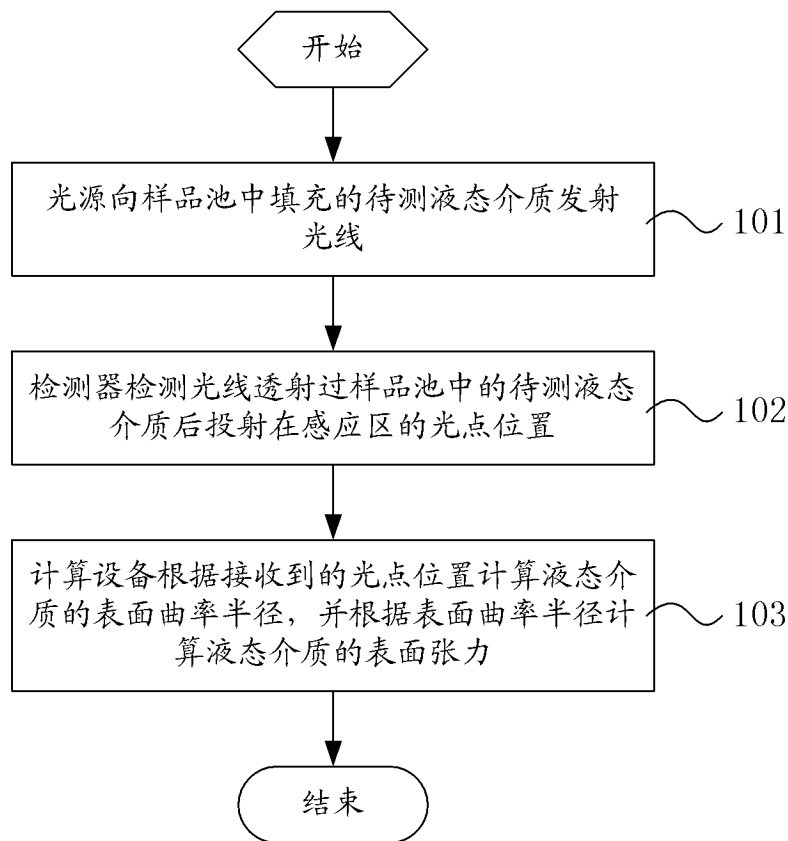 开始
光源向样品池中填充的待测液态介质发射
光线
101
检测器检测光线透射过样品池中的待测液态
介质后投射在感应区的光点位置
102
计算设备根据接收到的光点位置计算液态介
质的表面曲率半径，并根据表面曲率半径计
算液态介质的表面张力
103
结束